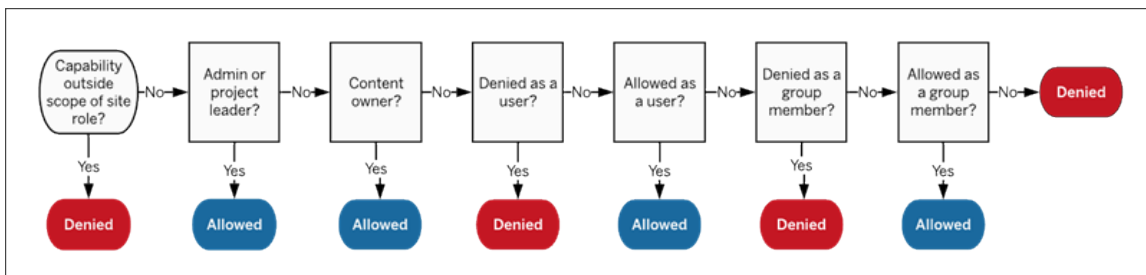 Capability
outside
scope of site
role?
No
Admin or
project
leader?
No
Content
owner?
No
Denied as a
user?
No
Allowed as
a user?
No
Denied as a
group
member?
No
Allowed as
a group
member?
No
Denied
Yes
Yes
Yes
Yes
Yes
Yes
Yes
Denied
Allowed
Allowed
Denied
Allowed
Denied
Allowed